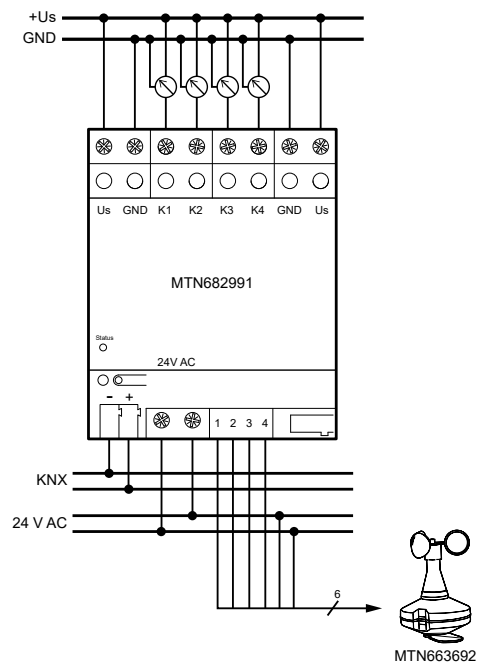 +Us
GND
Us GND K1 K2 K3 K4 GND Us
MTN682991
Status
24V AC
- +
1 2 3 4
KNX
24 V AC
6
MTN663692